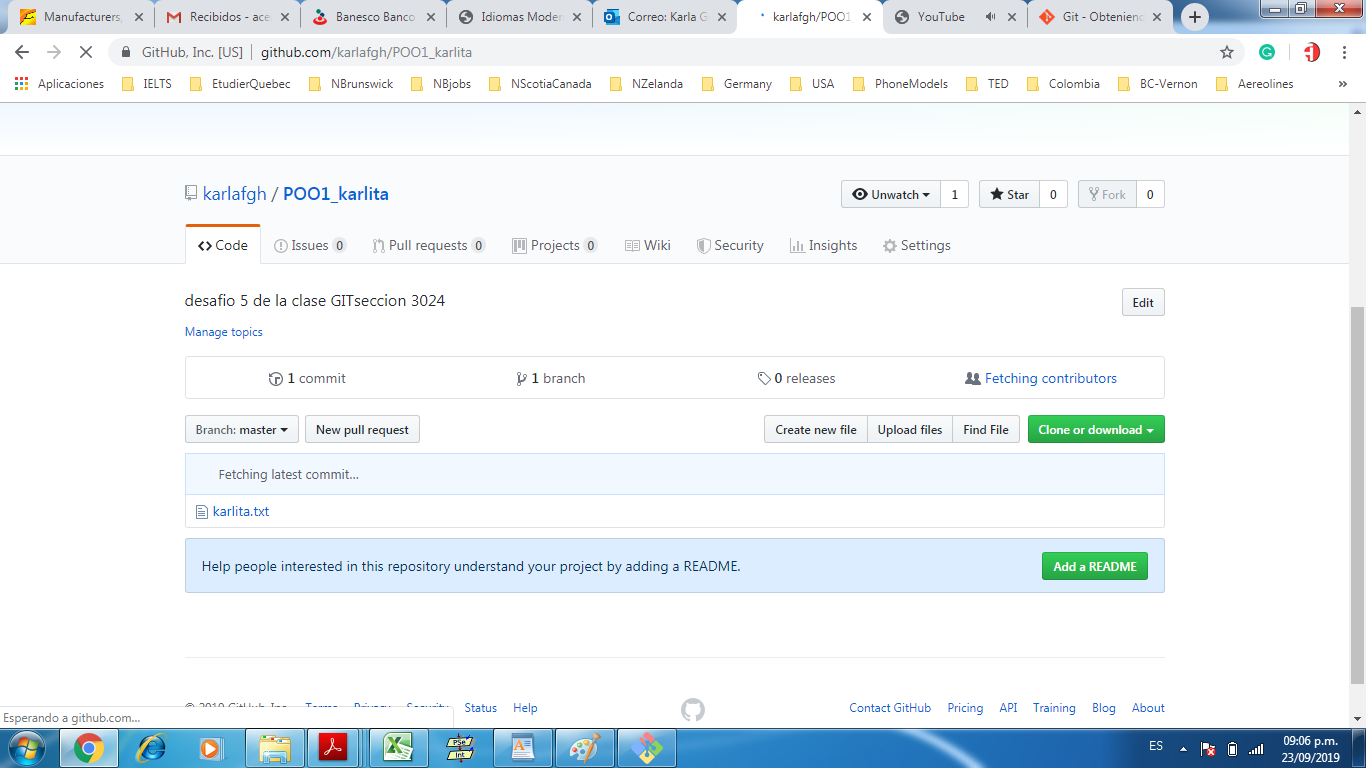 Manufacturers, Recibidos - ace Banesco Banco Idiomas Moder Correo: Karla G karlafgh/POO1 YouTube Git - Obtenienc
GitHub, Inc. [US] github.com/karlafgh/POO1_karlita
Aplicaciones IELTS EtudierQuebec NBrunswick NBjobs NScotiaCanada NZelanda Germany USA PhoneModels TED Colombia BC-Vernon Aereolines »
karlafgh / POO1_karlita Unwatch 1 Star 0 Fork 0
Code Issues 0 Pull requests 0 Projects 0 Wiki Security Insights Settings
desafio 5 de la clase GITseccion 3024 Edit
Manage topics
1 commit 1 branch 0 releases Fetching contributors
Branch: master New pull request Create new file Upload files Find File Clone or download
Fetching latest commit...
karlita.txt
Help people interested in this repository understand your project by adding a README. Add a README
© 2019 GitHub, Inc. Terms Privacy Security Status Help Contact GitHub Pricing API Training Blog About
Esperando a github.com...
PSe Int ES 09:06 p.m.
23/09/2019